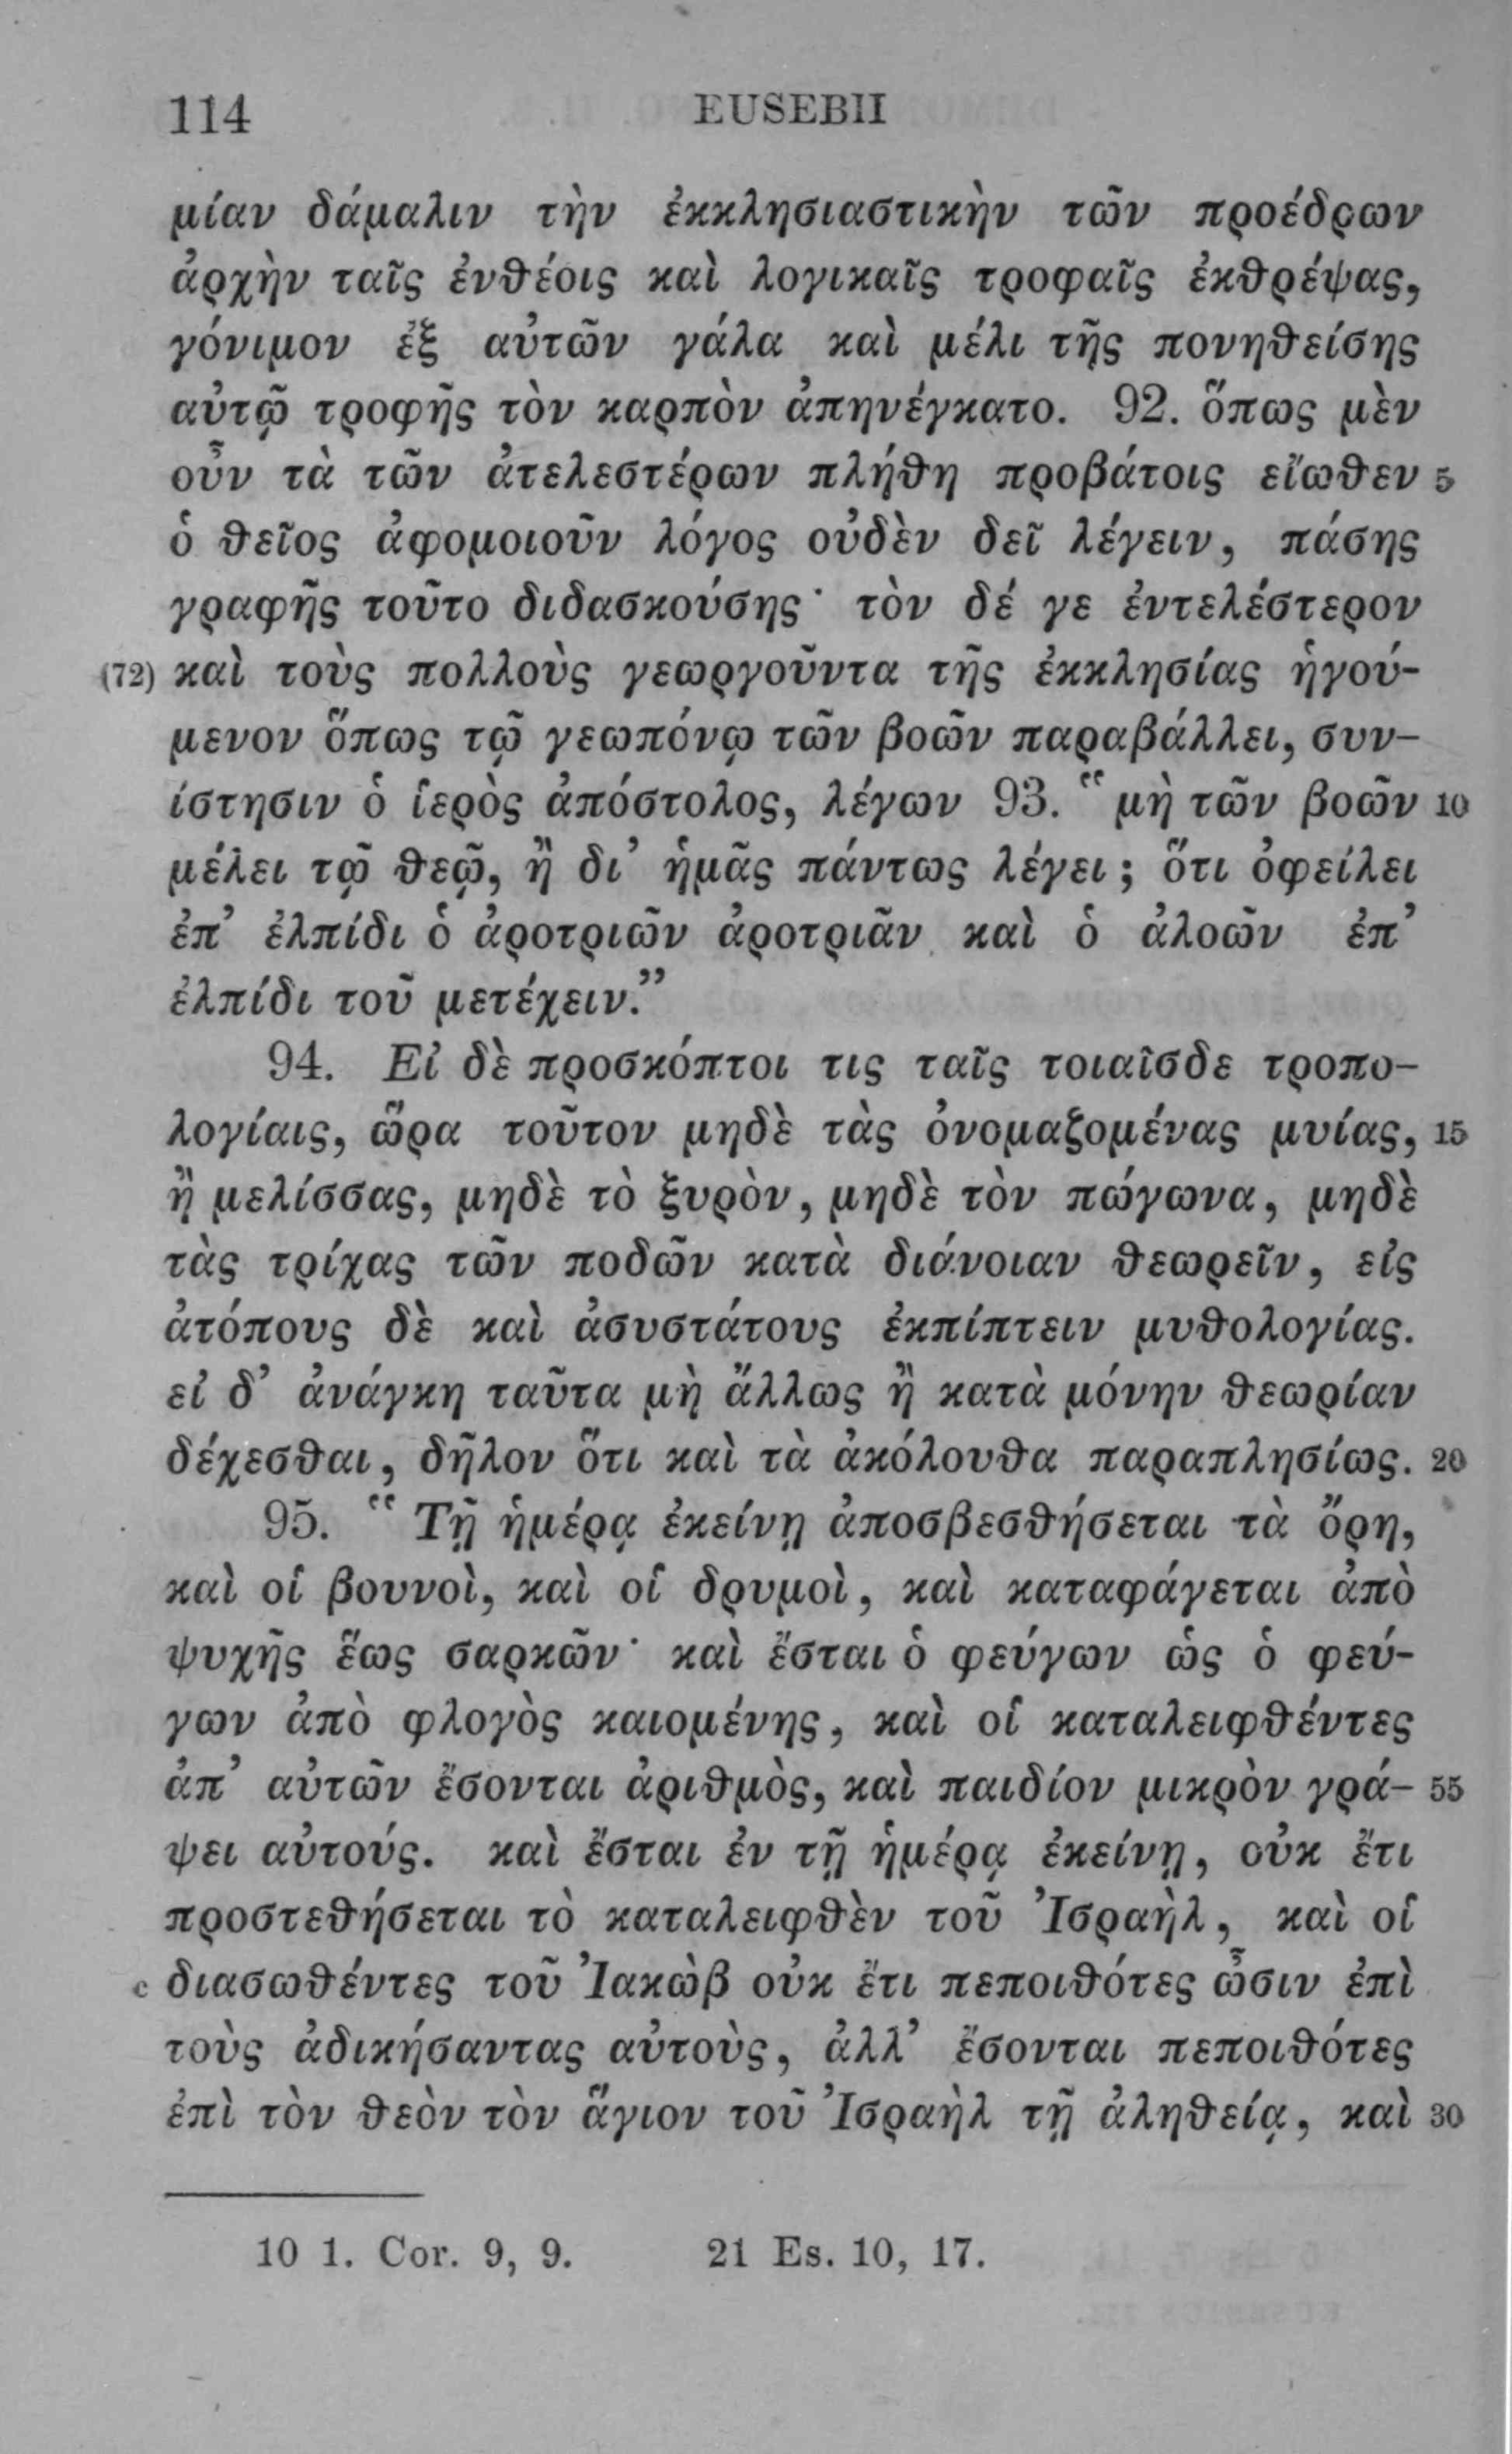 114 EUSEBII
μίαν δάμαλιν τὴν ἐκκλησιαστικὴν τῶν προέδρων
ἀρχὴν ταῖς ἐνθέοις καὶ λογικαῖς τροφαῖς ἐκθρέψας,
γόνιμον ἐξ αὐτῶν γάλα καὶ μέλι τῆς πονηθείσης
αὐτῷ τροφῆς τὸν καρπὸν ἀπηνέγκατο. 92. ὅπως μὲν
οὖν τὰ τῶν ἀτελεστέρων πλήθη προβάτοις εἴωθεν 5
ὁ θεῖος ἀφομοιοῦν λόγος οὐδὲν δεῖ λέγειν, πάσης
γραφῆς τοῦτο διδασκούσης· τὸν δέ γε ἐντελέστερον
(72) καὶ τοὺς πολλοὺς γεωργοῦντα τῆς ἐκκλησίας ἡγού-
μενον ὅπως τῷ γεωπόνῳ τῶν βοῶν παραβάλλει, συν-
ίστησιν ὁ ἱερὸς ἀπόστολος, λέγων 93. “μὴ τῶν βοῶν 10
μέλει τῷ θεῷ, ἢ δι’ ἡμᾶς πάντως λέγει; ὅτι ὀφείλει
ἐπ’ ἐλπίδι ὁ ἀροτριῶν ἀροτριᾶν καὶ ὁ ἀλοῶν ἐπ’
ἐλπίδι τοῦ μετέχειν.”
94. Εἰ δὲ προσκόπτοι τις ταῖς τοιαῖσδε τροπο-
λογίαις, ὥρα τοῦτον μηδὲ τὰς ὀνομαζομένας μυίας, 15
ἢ μελίσσας, μηδὲ τὸ ξυρὸν, μηδὲ τὸν πώγωνα, μηδὲ
τὰς τρίχας τῶν ποδῶν κατὰ διάνοιαν θεωρεῖν, εἰς
ἀτόπους δὲ καὶ ἀσυστάτους ἐκπίπτειν μυθολογίας.
εἰ δ’ ἀνάγκη ταῦτα μὴ ἄλλως ἢ κατὰ μόνην θεωρίαν
δέχεσθαι, δῆλον ὅτι καὶ τὰ ἀκόλουθα παραπλησίως. 20
95. “Τῇ ἡμέρᾳ ἐκείνῃ ἀποσβεσθήσεται τὰ ὄρη,
καὶ οἱ βουνοὶ, καὶ οἱ δρυμοὶ, καὶ καταφάγεται ἀπὸ
ψυχῆς ἕως σαρκῶν· καὶ ἔσται ὁ φεύγων ὡς ὁ φεύ-
γων ἀπὸ φλογὸς καιομένης, καὶ οἱ καταλειφθέντες
ἀπ’ αὐτῶν ἔσονται ἀριθμὸς, καὶ παιδίον μικρὸν γρά- 55
ψει αὐτούς. καὶ ἔσται ἐν τῇ ἡμέρᾳ ἐκείνῃ, οὐκ ἔτι
προστεθήσεται τὸ καταλειφθὲν τοῦ Ἰσραὴλ, καὶ οἱ
c διασωθέντες τοῦ Ἰακὼβ οὐκ ἔτι πεποιθότες ὦσιν ἐπὶ
τοὺς ἀδικήσαντας αὐτοὺς, ἀλλ’ ἔσονται πεποιθότες
ἐπὶ τὸν θεὸν τὸν ἅγιον τοῦ Ἰσραὴλ τῇ ἀληθείᾳ, καὶ 30
10 1. Cor. 9, 9. 21 Es. 10, 17.